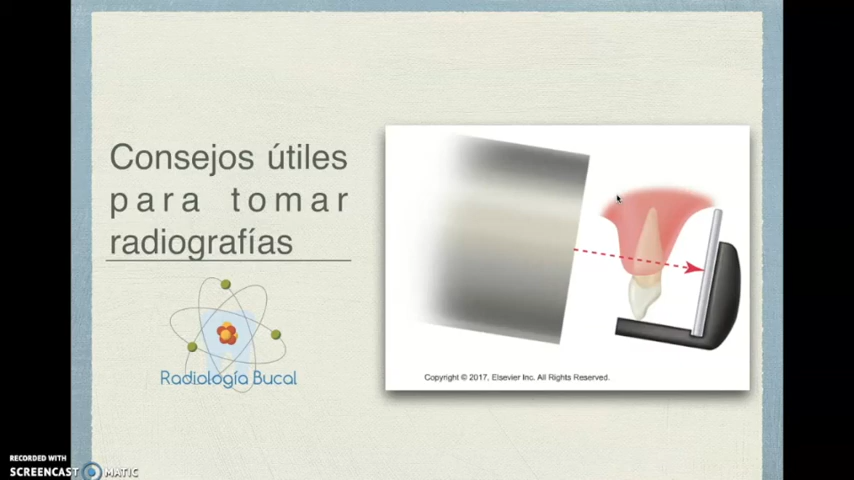 Consejos útiles
para tomar
radiografías
Radiología Bucal
Copyright © 2017, Elsevier Inc. All Rights Reserved.
RECORDED WITH
SCREENCAST MATIC